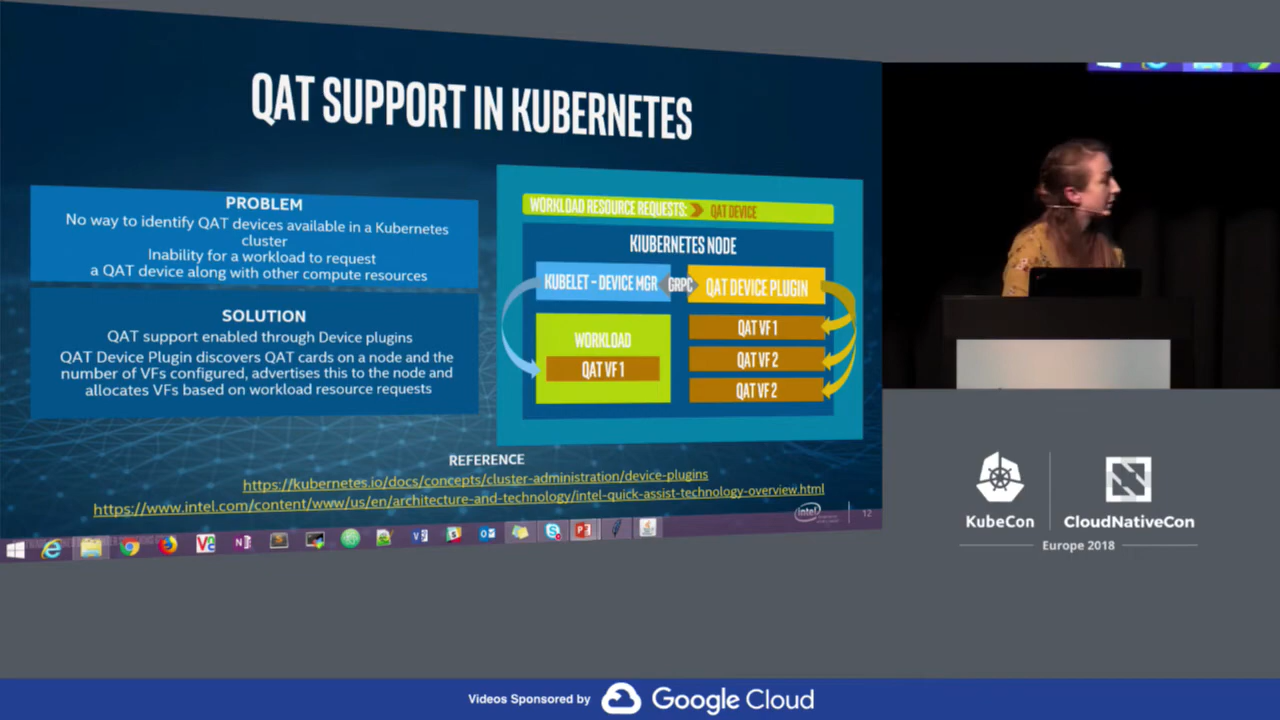 QAT SUPPORT IN KUBERNETES
PROBLEM
No way to identify QAT devices available in a Kubernetes
cluster
Inability for a workload to request
a QAT device along with other compute resources
SOLUTION
QAT support enabled through Device plugins
QAT Device Plugin discovers QAT cards on a node and the
number of VFs configured, advertises this to the node and
allocates VFs based on workload resource requests
WORKLOAD RESOURCE REQUESTS: QAT DEVICE
KIUBERNETES NODE
KUBELET – DEVICE MGR
GRPC
QAT DEVICE PLUGIN
WORKLOAD
QAT VF 1
QAT VF 1
QAT VF 2
QAT VF 2
REFERENCE
https://kubernetes.io/docs/concepts/cluster-administration/device-plugins
https://www.intel.com/content/www/us/en/architecture-and-technology/intel-quick-assist-technology-overview.html
intel
12
KubeCon
CloudNativeCon
Europe 2018
Videos Sponsored by
Google Cloud